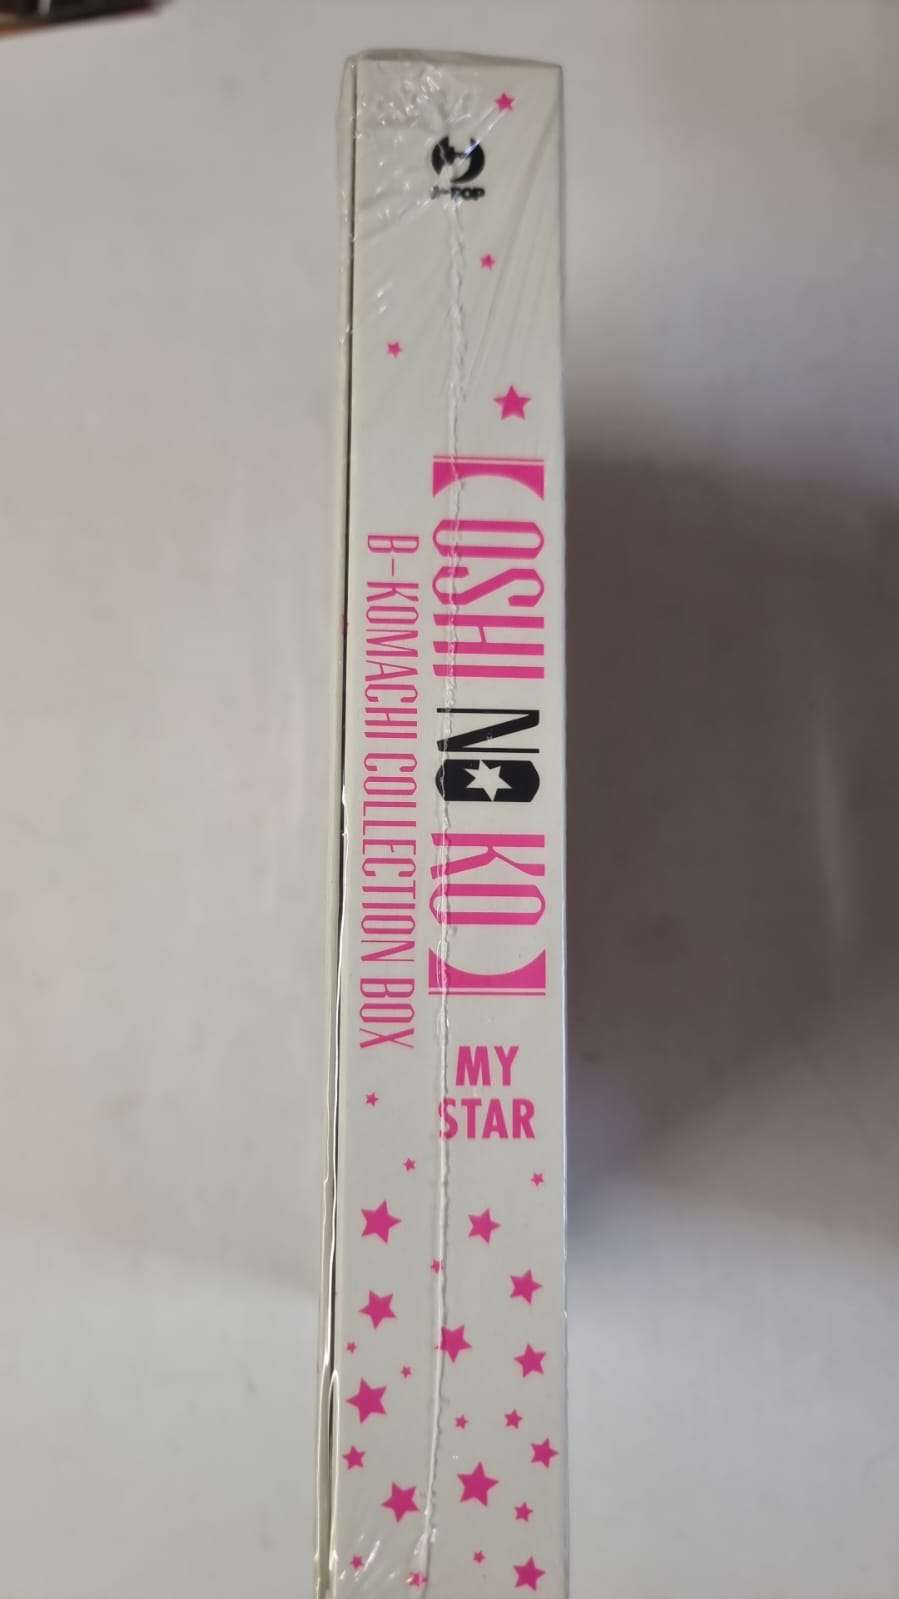 J-POP
【OSHI NO KO】
B-KOMACHI COLLECTION BOX
MY
STAR